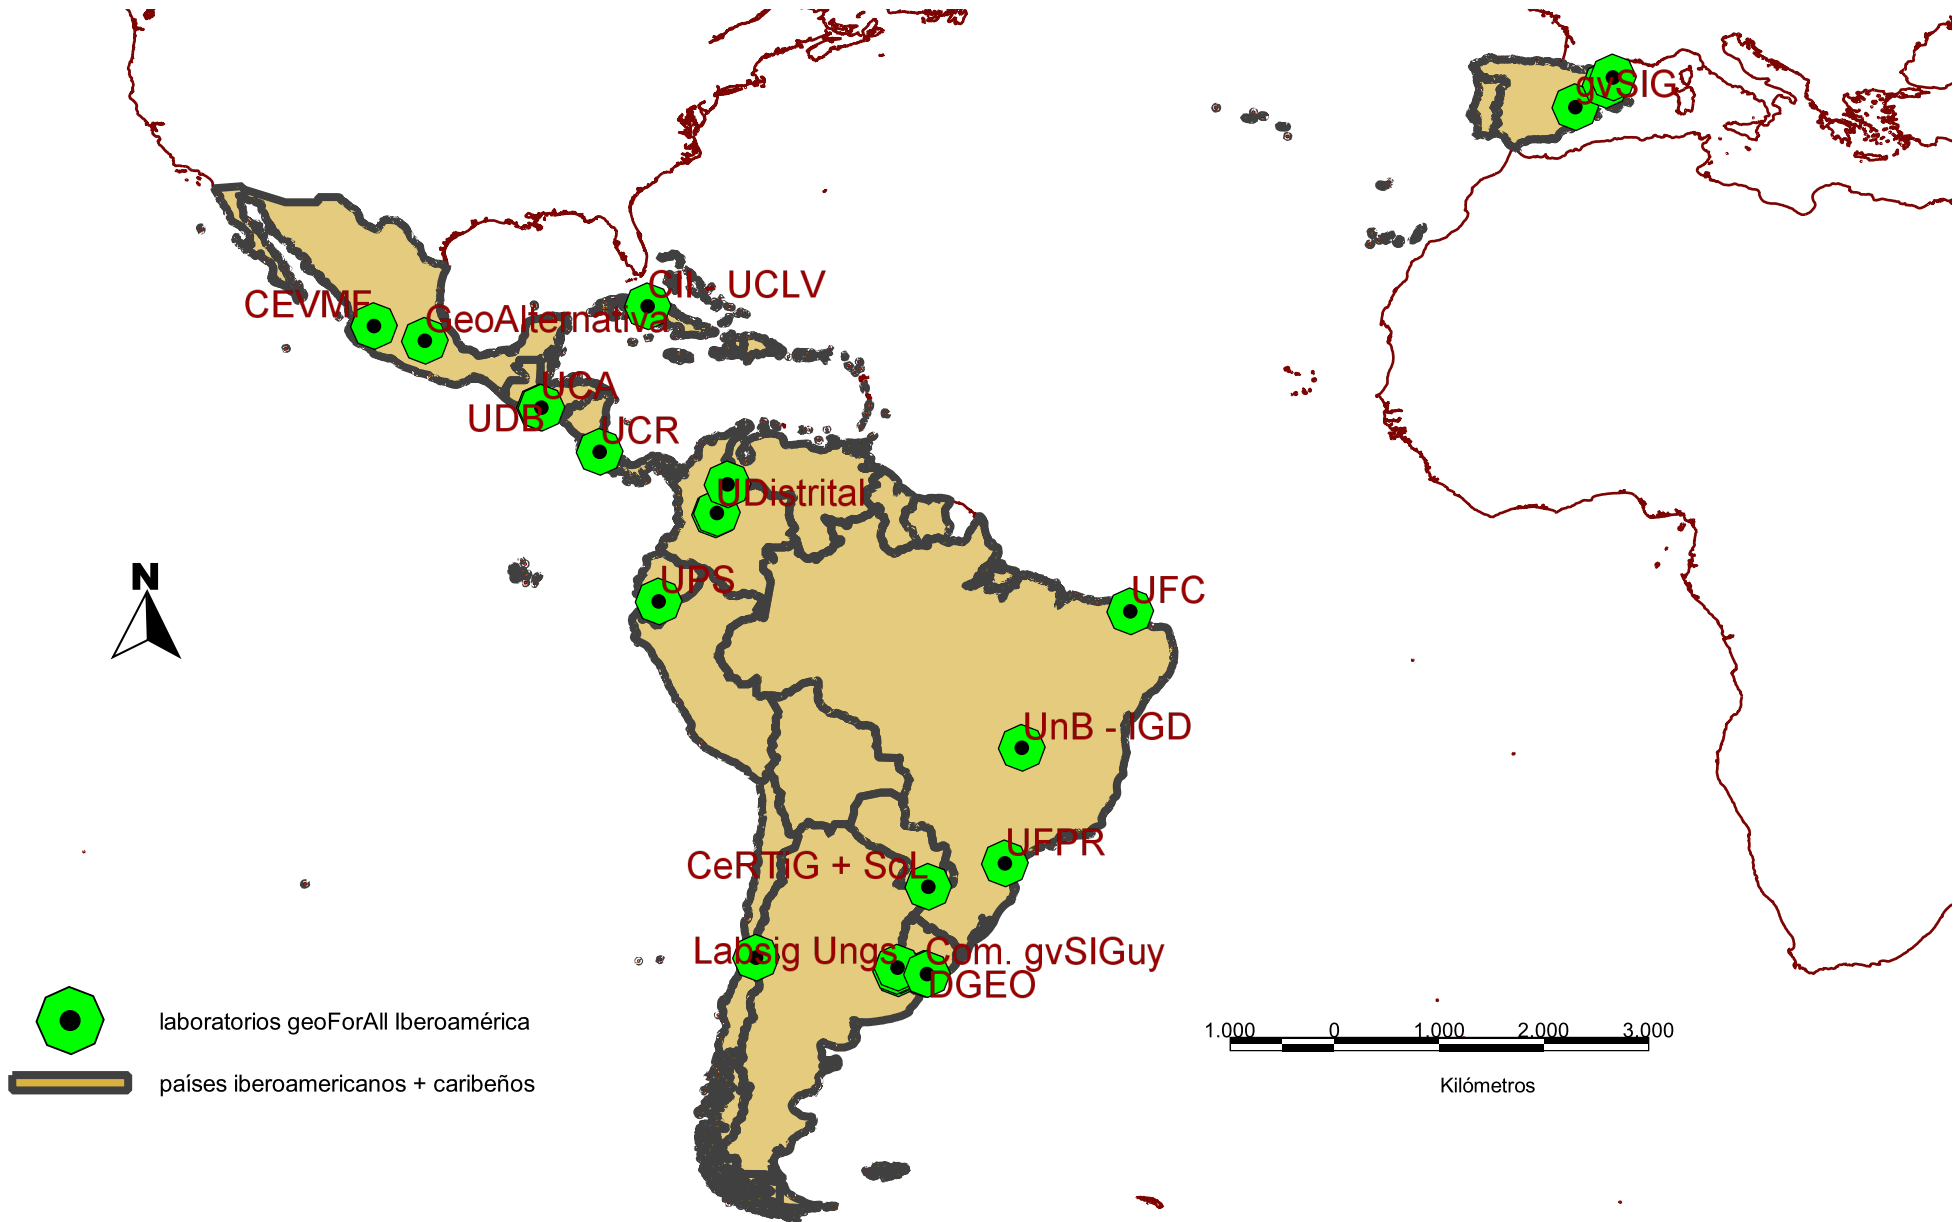 gvSIG
CII - UCLV
CEVMF
GeoAlternativa
UCA
UDB
UCR
UDistrital
N
UPS
UFC
UnB - IGD
UFPR
CeRTiG + SoL
Labsig Ungs
Com. gvSIGuy
DGEO
laboratorios geoForAll Iberoamérica
1.000 0 1.000 2.000 3.000
países iberoamericanos + caribeños
Kilómetros